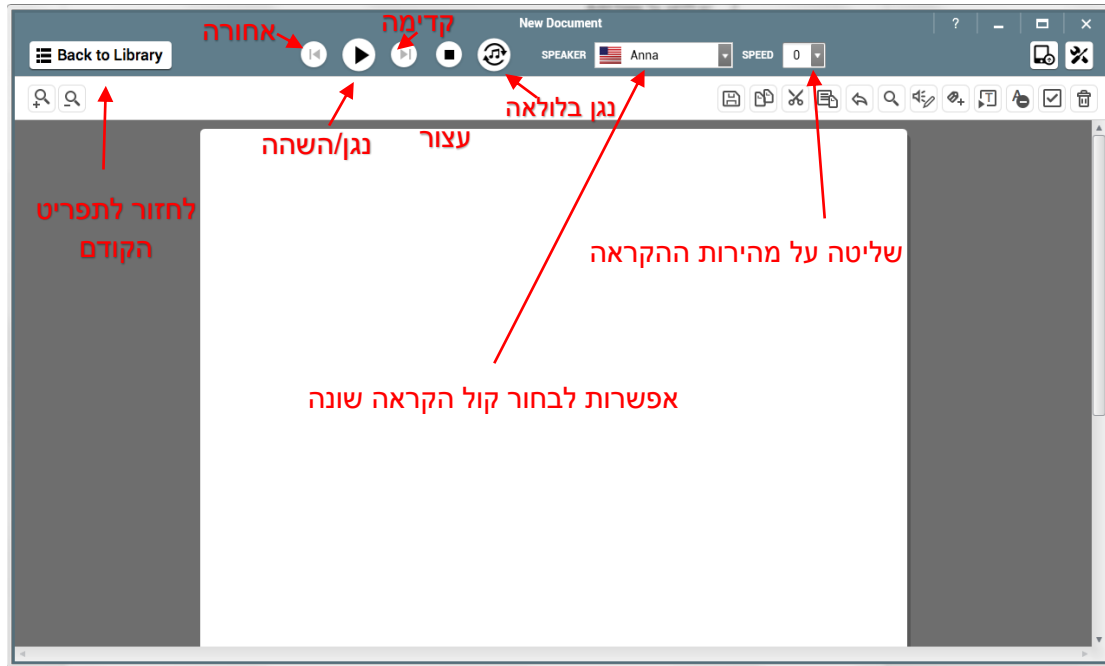 New Document
אחורה
קדימה
Back to Library
SPEAKER Anna SPEED 0
נגן בלולאה
עצור
נגן/השהה
לחזור לתפריט
הקודם
שליטה על מהירות ההקראה
אפשרות לבחור קול הקראה שונה